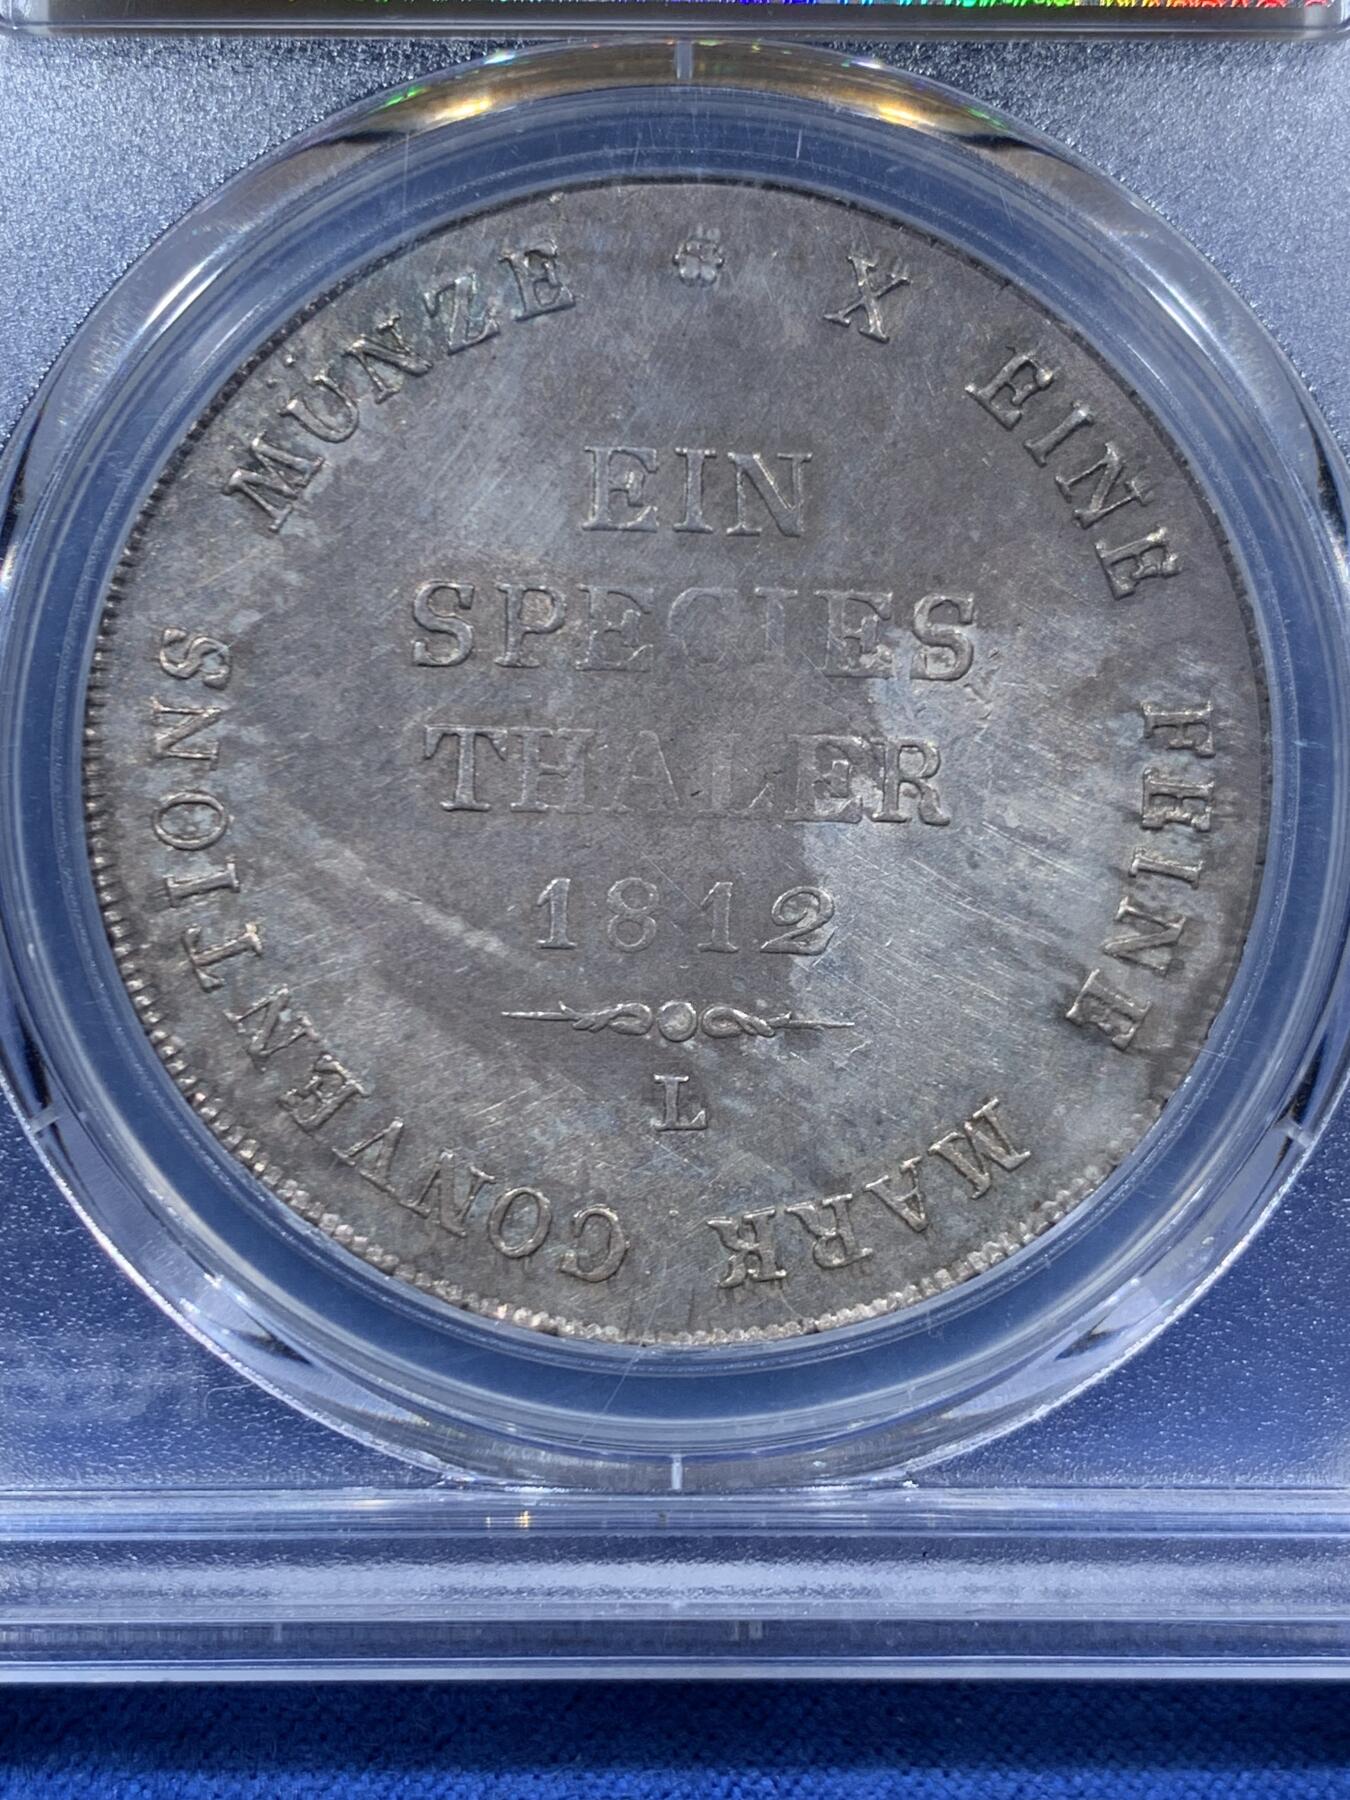 X EINE FEINE MARK CONVENTIONS MÜNZE
EIN
SPECIES
THALER
1812
L